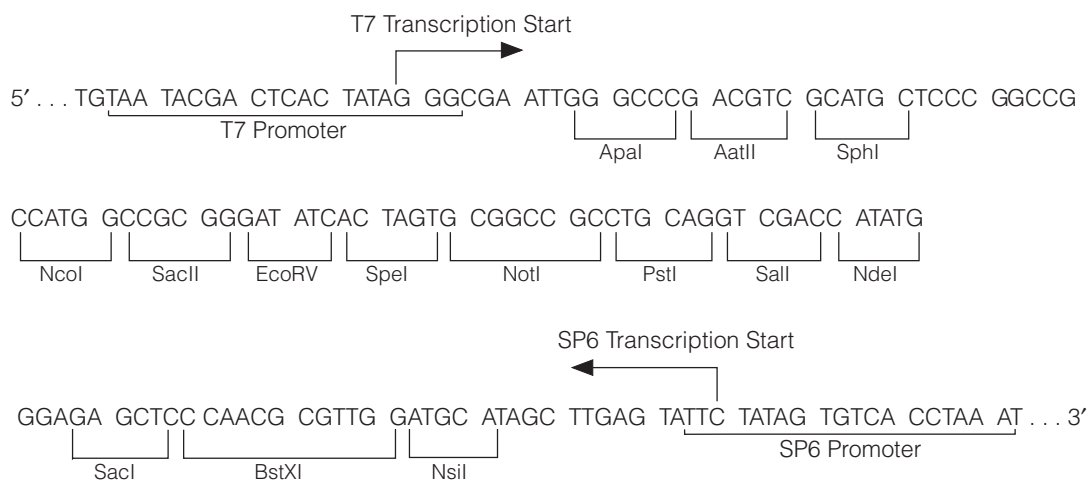 T7 Transcription Start
5′ . . . TGTAA TACGA CTCAC TATAG GGCGA ATTGG GCCCG ACGTC GCATG CTCCC GGCCG
T7 Promoter
ApaI AatII SphI
CCATG GCCGC GGGAT ATCAC TAGTG CGGCC GCCTG CAGGT CGACC ATATG
NcoI SacII EcoRV SpeI NotI PstI SalI NdeI
SP6 Transcription Start
GGAGA GCTCC CAACG CGTTG GATGC ATAGC TTGAG TATTC TATAG TGTCA CCTAA AT . . . 3′
SP6 Promoter
SacI BstXI NsiI